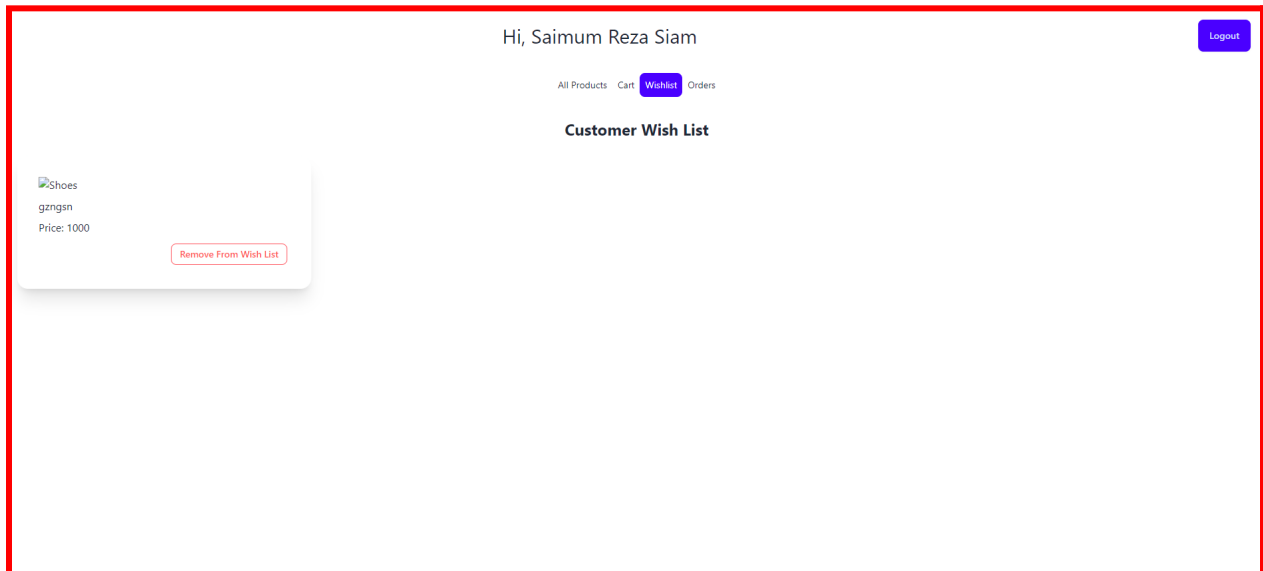 Hi, Saimum Reza Siam
Logout
All Products Cart Wishlist Orders
Customer Wish List
Shoes
gzngsn
Price: 1000
Remove From Wish List